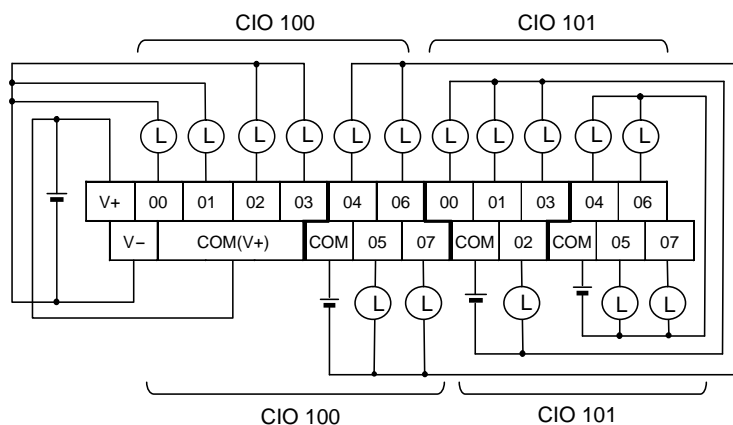 CIO 100 CIO 101
L L L L L L L L L L L
V+ 00 01 02 03 04 06 00 01 03 04 06
V− COM(V+) COM 05 07 COM 02 COM 05 07
L L L L L
CIO 100 CIO 101